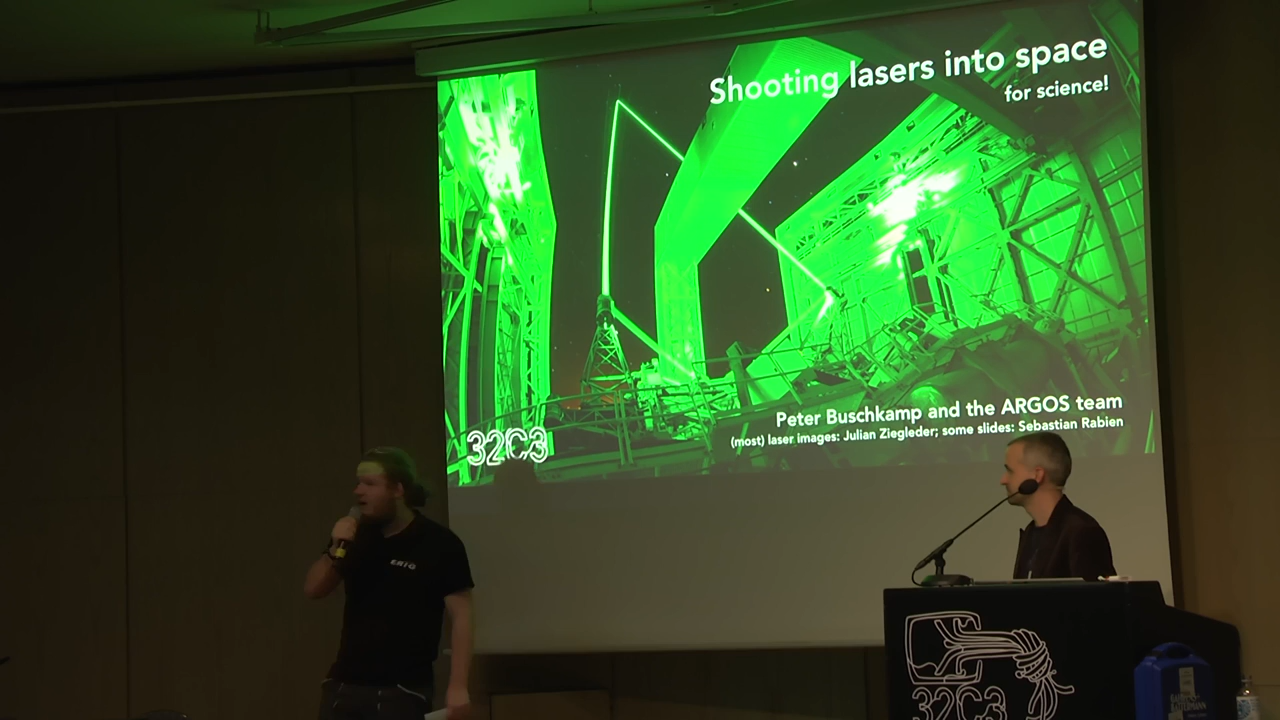 Shooting lasers into space
for science!
Peter Buschkamp and the ARGOS team
(most) laser images: Julian Ziegleder; some slides: Sebastian Rabien
32C3
32C3